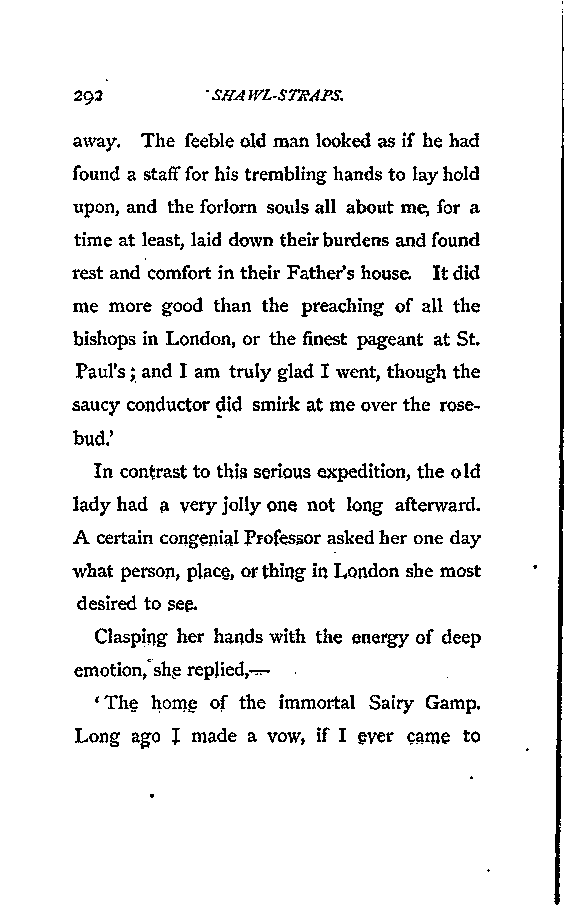 292 SHAWL-STRAPS.
away. The feeble old man looked as if he had
found a staff for his trembling hands to lay hold
upon, and the forlorn souls all about me, for a
time at least, laid down their burdens and found
rest and comfort in their Father's house. It did
me more good than the preaching of all the
bishops in London, or the finest pageant at St.
Paul's; and I am truly glad I went, though the
saucy conductor did smirk at me over the rose-
bud.'
In contrast to this serious expedition, the old
lady had a very jolly one not long afterward.
A certain congenial Professor asked her one day
what person, place, or thing in London she most
desired to see.
Clasping her hands with the energy of deep
emotion, she replied,—
'The home of the immortal Sairy Gamp.
Long ago I made a vow, if I ever came to